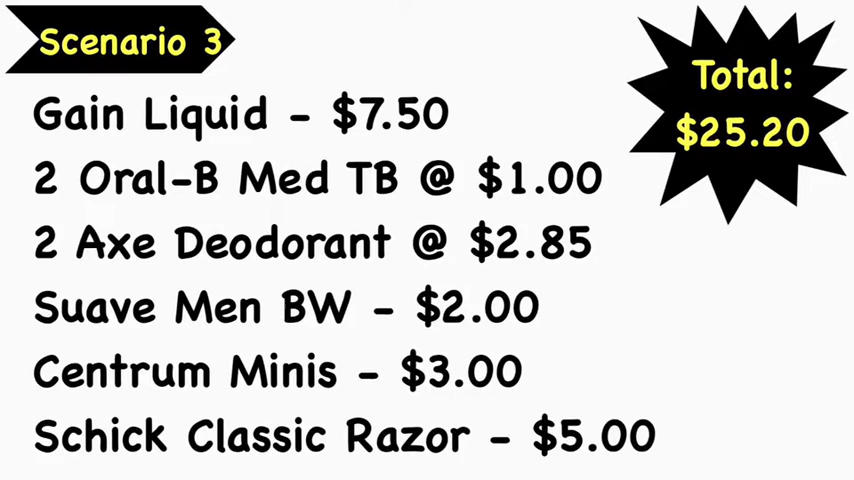 Scenario 3
Total:
$25.20
Gain Liquid - $7.50
2 Oral-B Med TB @ $1.00
2 Axe Deodorant @ $2.85
Suave Men BW - $2.00
Centrum Minis - $3.00
Schick Classic Razor - $5.00